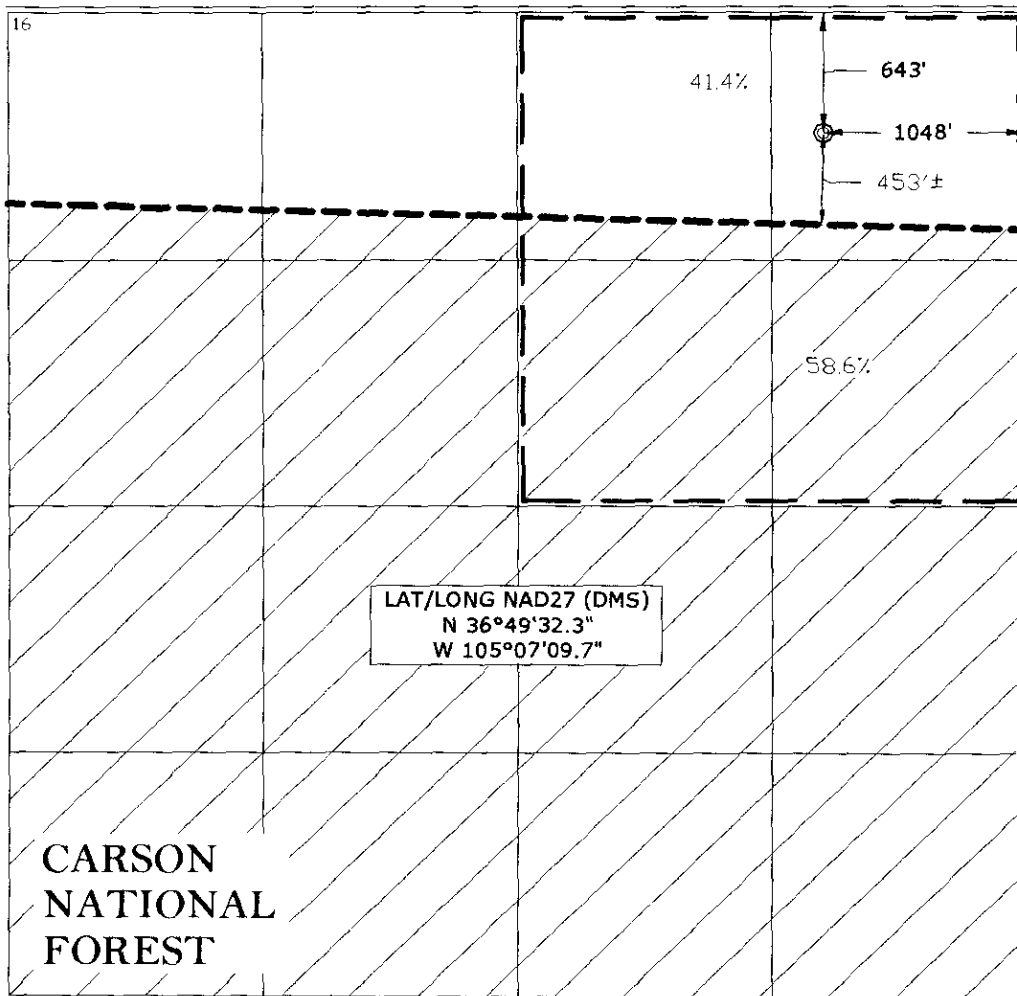 16
41.4%
643'
1048'
453'±
58.6%
LAT/LONG NAD27 (DMS)
N 36°49'32.3"
W 105°07'09.7"
CARSON
NATIONAL
FOREST